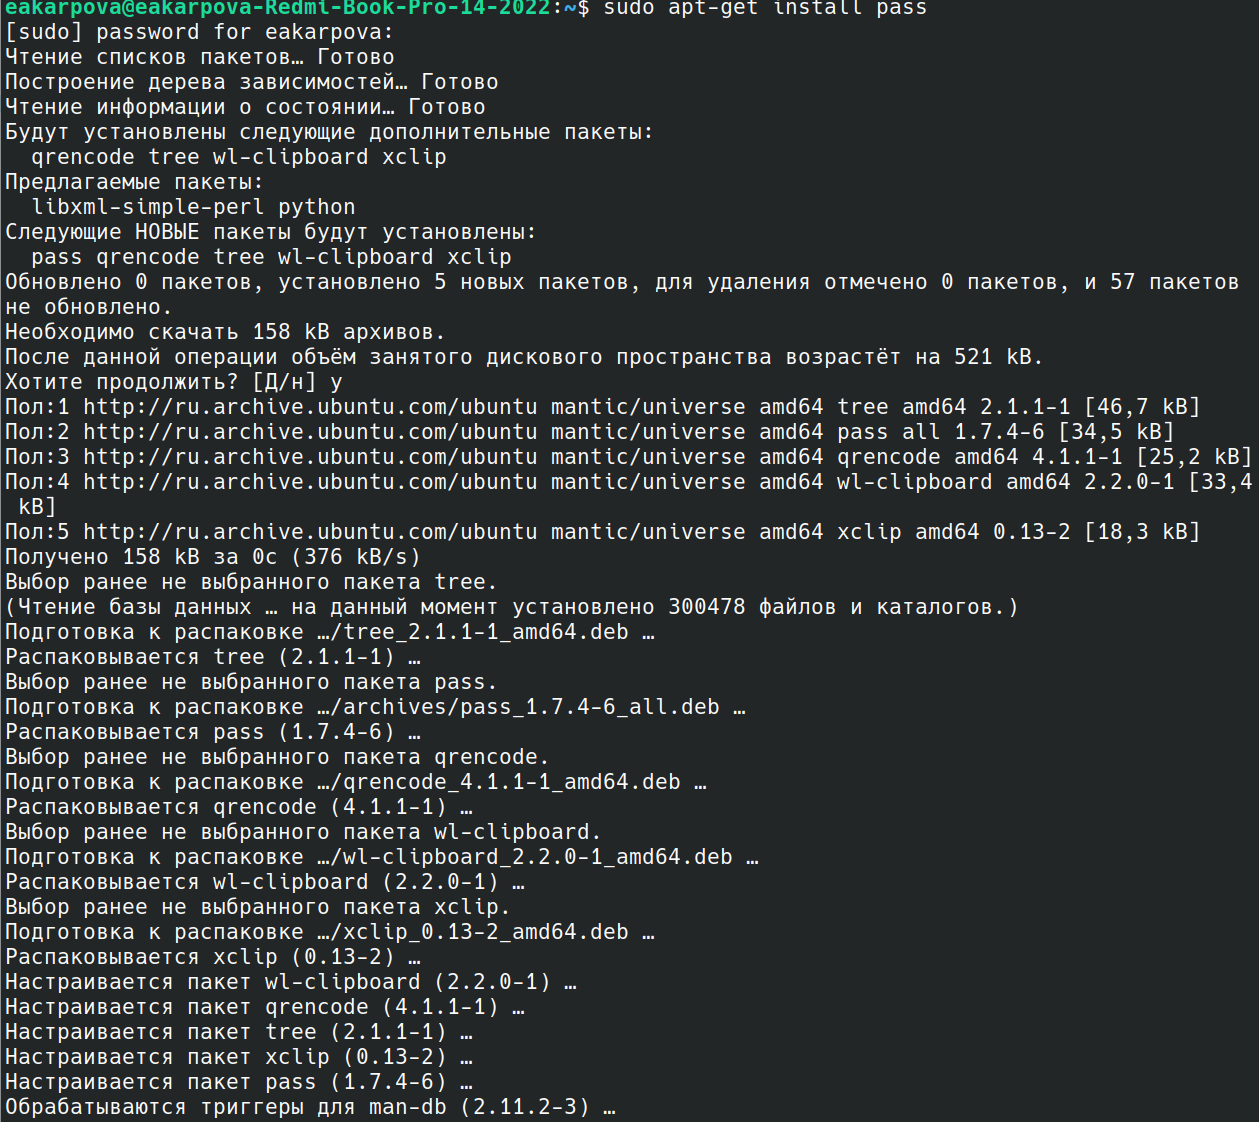 eakarpova@eakarpova-Redmi-Book-Pro-14-2022:~$ sudo apt-get install pass
[sudo] password for eakarpova:
Чтение списков пакетов… Готово
Построение дерева зависимостей… Готово
Чтение информации о состоянии… Готово
Будут установлены следующие дополнительные пакеты:
  qrencode tree wl-clipboard xclip
Предлагаемые пакеты:
  libxml-simple-perl python
Следующие НОВЫЕ пакеты будут установлены:
  pass qrencode tree wl-clipboard xclip
Обновлено 0 пакетов, установлено 5 новых пакетов, для удаления отмечено 0 пакетов, и 57 пакетов
не обновлено.
Необходимо скачать 158 kB архивов.
После данной операции объём занятого дискового пространства возрастёт на 521 kB.
Хотите продолжить? [Д/н] y
Пол:1 http://ru.archive.ubuntu.com/ubuntu mantic/universe amd64 tree amd64 2.1.1-1 [46,7 kB]
Пол:2 http://ru.archive.ubuntu.com/ubuntu mantic/universe amd64 pass all 1.7.4-6 [34,5 kB]
Пол:3 http://ru.archive.ubuntu.com/ubuntu mantic/universe amd64 qrencode amd64 4.1.1-1 [25,2 kB]
Пол:4 http://ru.archive.ubuntu.com/ubuntu mantic/universe amd64 wl-clipboard amd64 2.2.0-1 [33,4
 kB]
Пол:5 http://ru.archive.ubuntu.com/ubuntu mantic/universe amd64 xclip amd64 0.13-2 [18,3 kB]
Получено 158 kB за 0с (376 kB/s)
Выбор ранее не выбранного пакета tree.
(Чтение базы данных … на данный момент установлено 300478 файлов и каталогов.)
Подготовка к распаковке …/tree_2.1.1-1_amd64.deb …
Распаковывается tree (2.1.1-1) …
Выбор ранее не выбранного пакета pass.
Подготовка к распаковке …/archives/pass_1.7.4-6_all.deb …
Распаковывается pass (1.7.4-6) …
Выбор ранее не выбранного пакета qrencode.
Подготовка к распаковке …/qrencode_4.1.1-1_amd64.deb …
Распаковывается qrencode (4.1.1-1) …
Выбор ранее не выбранного пакета wl-clipboard.
Подготовка к распаковке …/wl-clipboard_2.2.0-1_amd64.deb …
Распаковывается wl-clipboard (2.2.0-1) …
Выбор ранее не выбранного пакета xclip.
Подготовка к распаковке …/xclip_0.13-2_amd64.deb …
Распаковывается xclip (0.13-2) …
Настраивается пакет wl-clipboard (2.2.0-1) …
Настраивается пакет qrencode (4.1.1-1) …
Настраивается пакет tree (2.1.1-1) …
Настраивается пакет xclip (0.13-2) …
Настраивается пакет pass (1.7.4-6) …
Обрабатываются триггеры для man-db (2.11.2-3) …